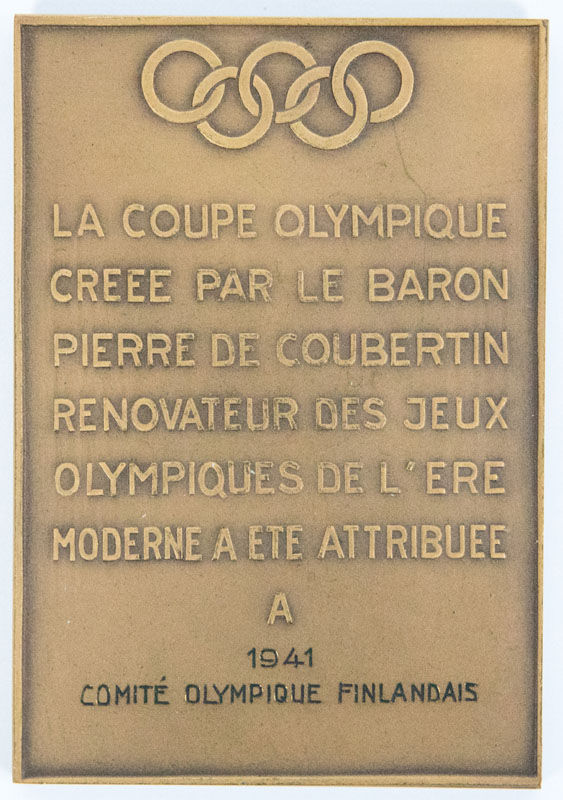 LA COUPE OLYMPIQUE
CREEE PAR LE BARON
PIERRE DE COUBERTIN
RENOVATEUR DES JEUX
OLYMPIQUES DE L'ERE
MODERNE A ETE ATTRIBUEE
A
1941
COMITÉ OLYMPIQUE FINLANDAIS